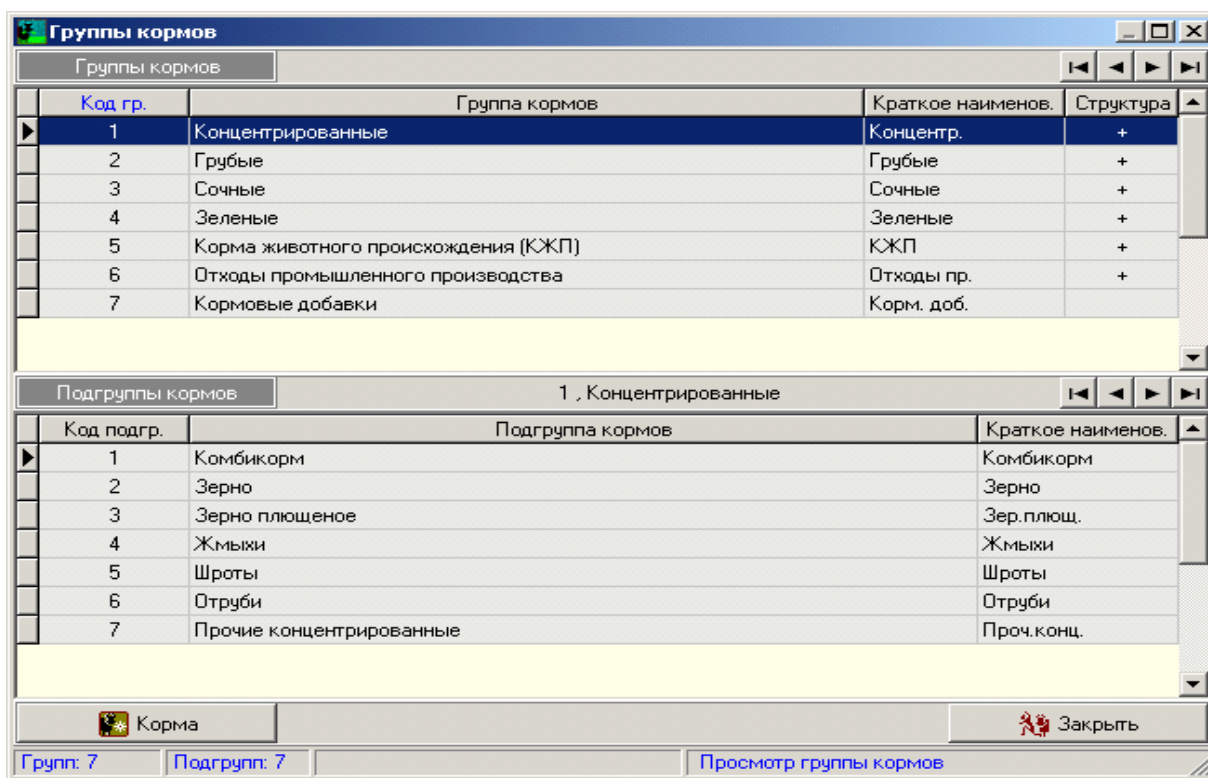 Группы кормов
Группы кормов
Код гр. Группа кормов Краткое наименов. Структура
1 Концентрированные Концентр. +
2 Грубые Грубые +
3 Сочные Сочные +
4 Зеленые Зеленые +
5 Корма животного происхождения (КЖП) КЖП +
6 Отходы промышленного производства Отходы пр. +
7 Кормовые добавки Корм. доб.
Подгруппы кормов 1 , Концентрированные
Код подгр. Подгруппа кормов Краткое наименов.
1 Комбикорм Комбикорм
2 Зерно Зерно
3 Зерно плющеное Зер.плющ.
4 Жмыхи Жмыхи
5 Шроты Шроты
6 Отруби Отруби
7 Прочие концентрированные Проч.конц.
Корма Закрыть
Групп: 7 Подгрупп: 7 Просмотр группы кормов